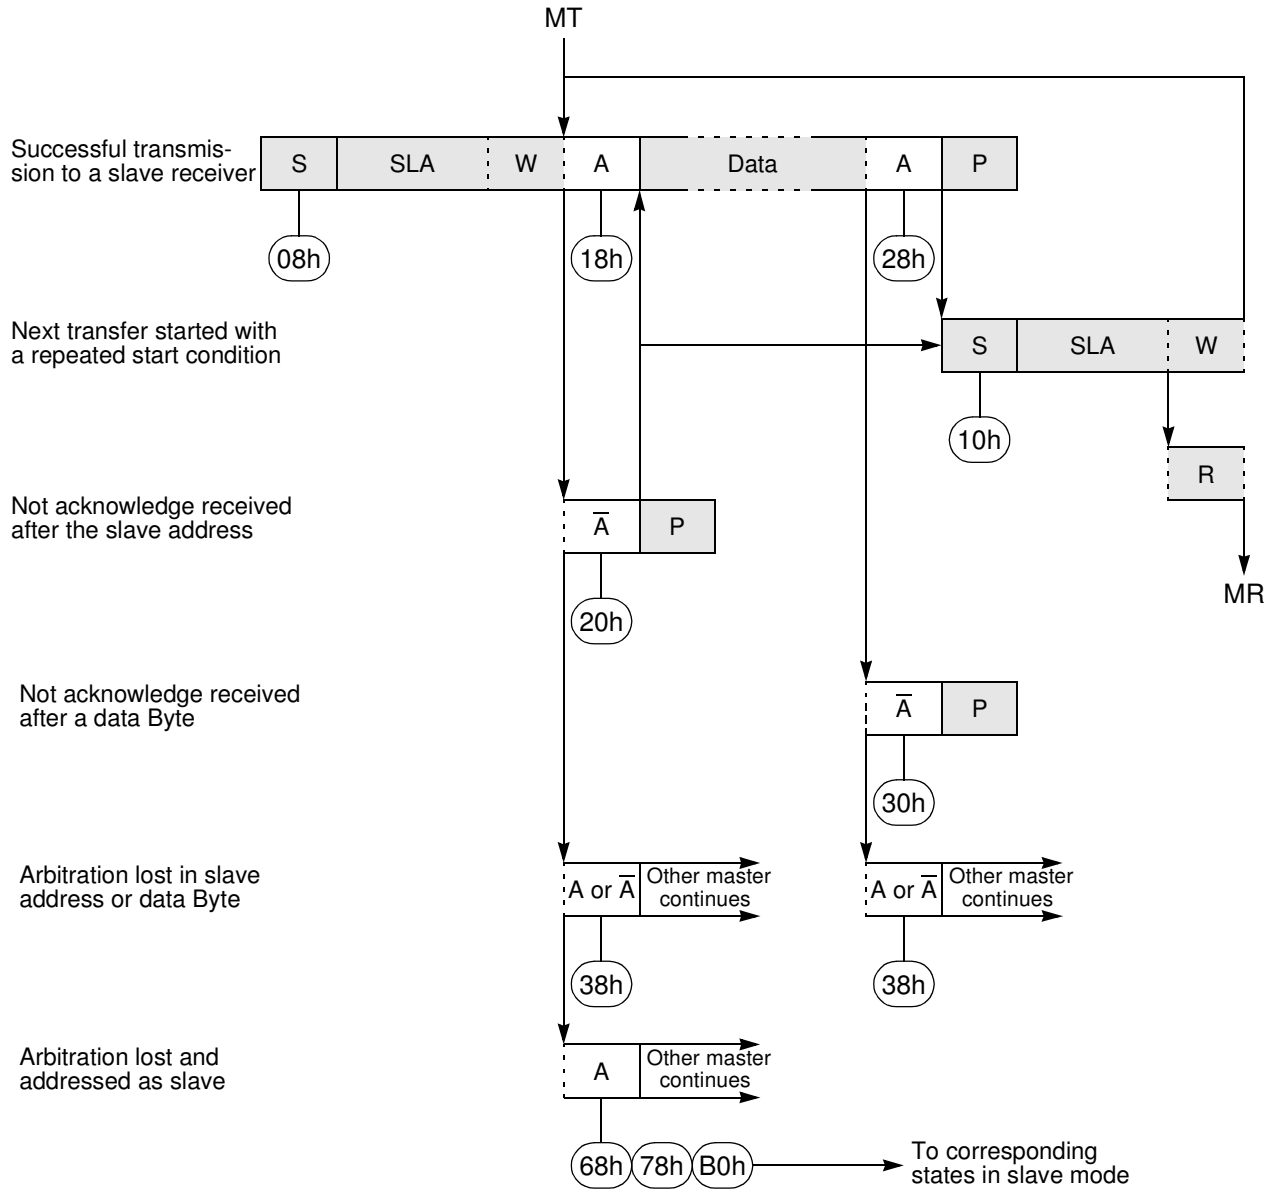 MT
Successful transmis-
sion to a slave receiver
S SLA W A Data A P
08h 18h 28h
Next transfer started with
a repeated start condition
S SLA W
10h
R
MR
Not acknowledge received
after the slave address
A̅ P
20h
Not acknowledge received
after a data Byte
A̅ P
30h
Arbitration lost in slave
address or data Byte
A or A̅ Other master
continues
A or A̅ Other master
continues
38h 38h
Arbitration lost and
addressed as slave
A Other master
continues
68h 78h B0h
To corresponding
states in slave mode